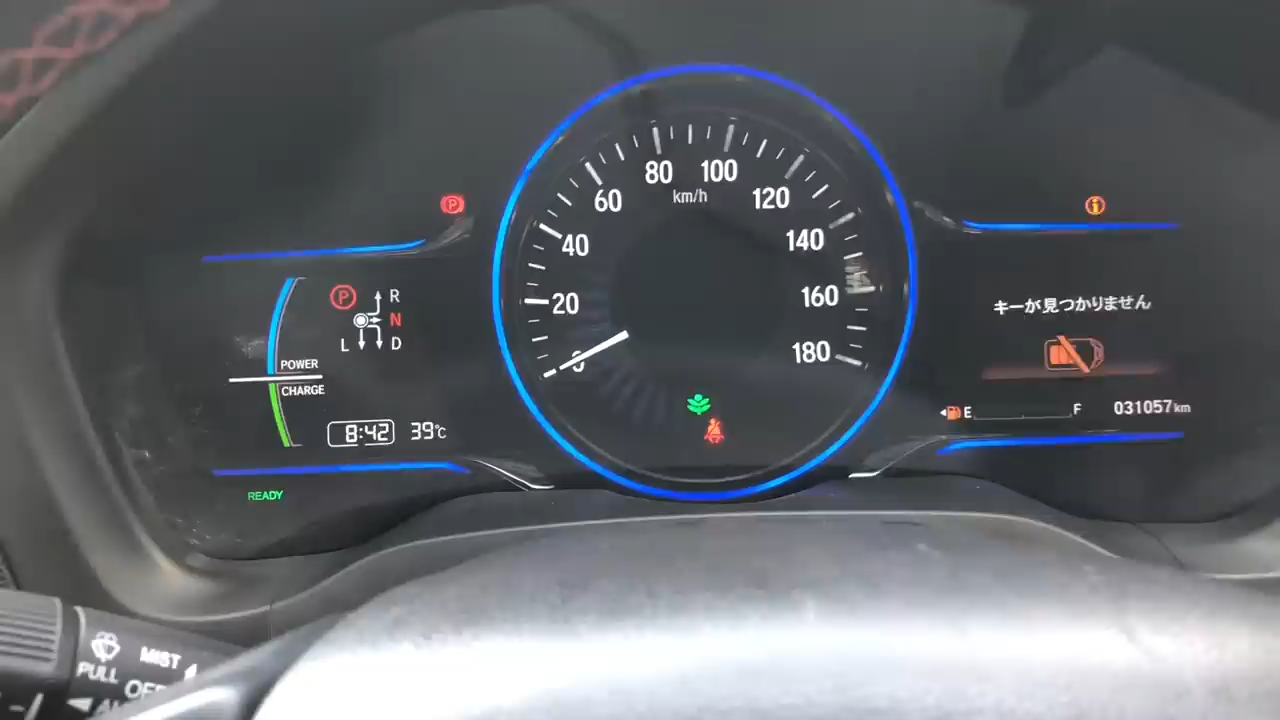 80 100
60 km/h 120
40 140
20 160
0 180
P
P R
N
L D
POWER
CHARGE
8:42 39℃
READY
i
キーが見つかりません
E F 031057km
MIST
PULL
OFF